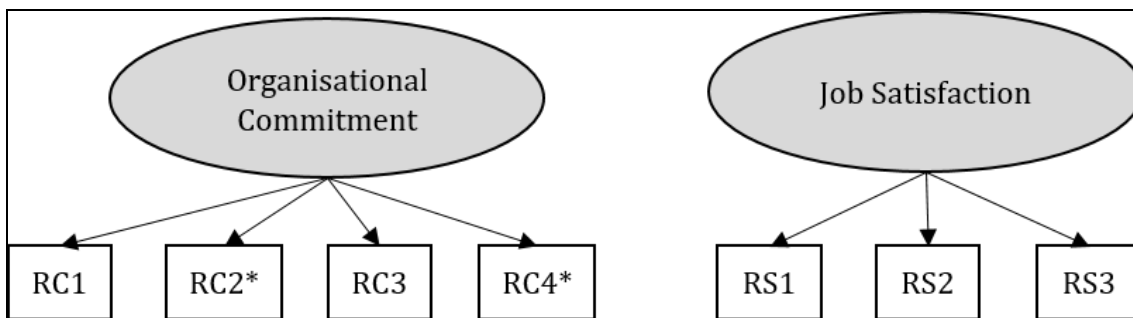 Organisational
Commitment
Job Satisfaction
RC1
RC2*
RC3
RC4*
RS1
RS2
RS3